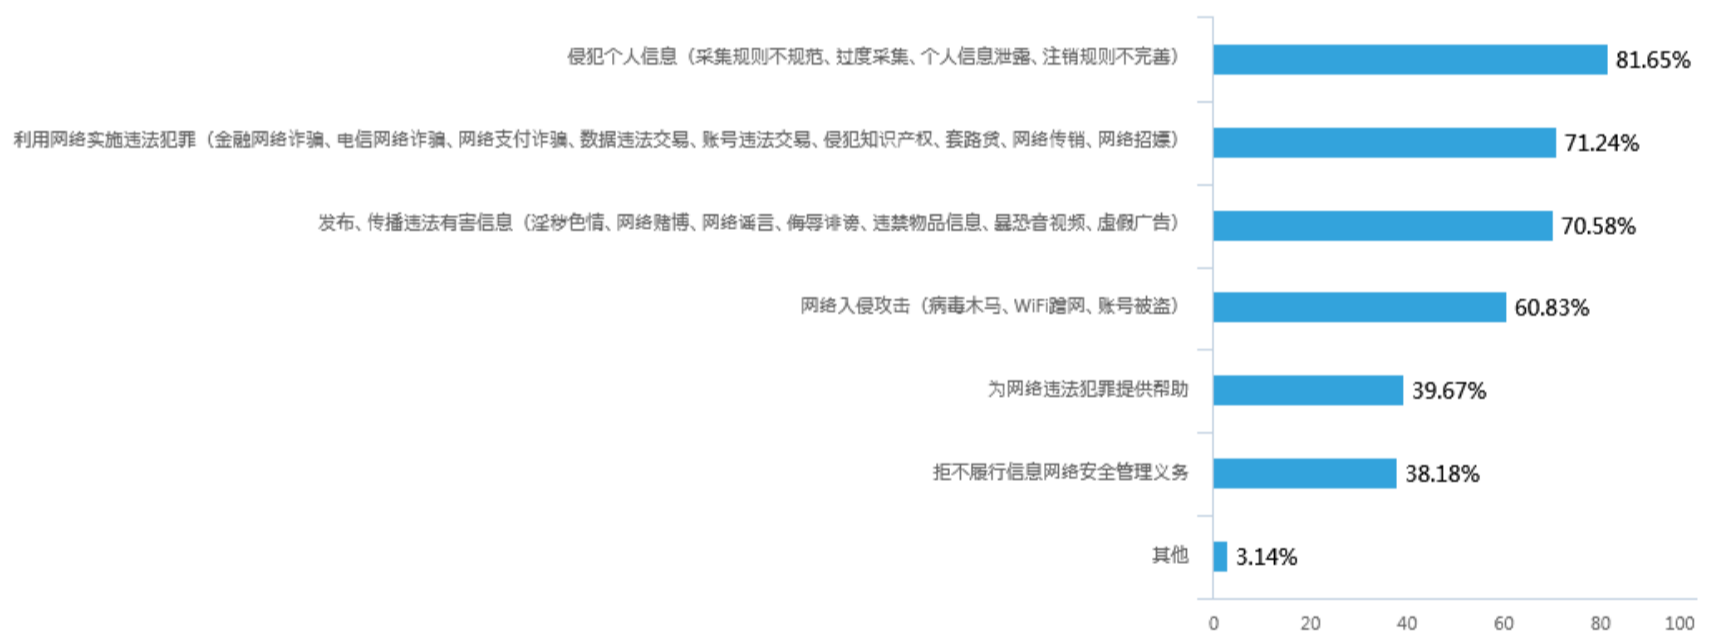 侵犯个人信息（采集规则不规范、过度采集、个人信息泄露、注销规则不完善） 81.65%
利用网络实施违法犯罪（金融网络诈骗、电信网络诈骗、网络支付诈骗、数据违法交易、账号违法交易、侵犯知识产权、套路贷、网络传销、网络招嫖） 71.24%
发布、传播违法有害信息（淫秽色情、网络赌博、网络谣言、侮辱诽谤、违禁物品信息、暴恐音视频、虚假广告） 70.58%
网络入侵攻击（病毒木马、WiFi蹭网、账号被盗） 60.83%
为网络违法犯罪提供帮助 39.67%
拒不履行信息网络安全管理义务 38.18%
其他 3.14%
0 20 40 60 80 100